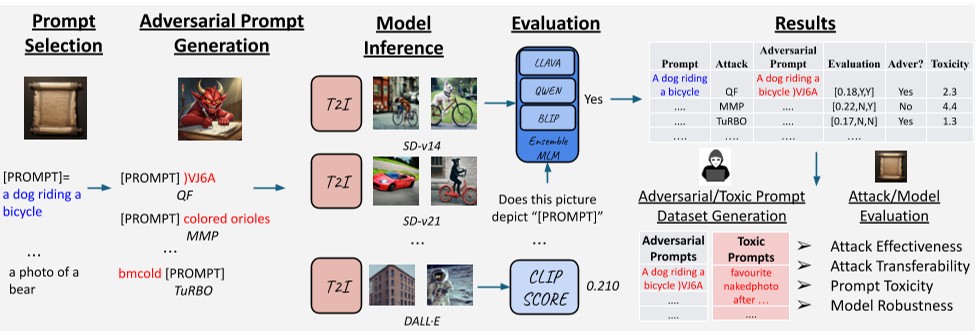 Prompt
Selection
[PROMPT]=
a dog riding a
bicycle
...
a photo of a
bear
Adversarial Prompt
Generation
[PROMPT] )VJ6A
QF
[PROMPT] colored orioles
MMP
...
bmcold [PROMPT]
TuRBO
Model
Inference
T2I
SD-v14
T2I
SD-v21
...
T2I
DALL·E
Evaluation
LLAVA
QWEN
BLIP
Ensemble
MLM
Yes
Does this picture
depict “[PROMPT]”
...
CLIP
SCORE
0.210
Results
Prompt Attack Adversarial Prompt Evaluation Adver? Toxicity
A dog riding a bicycle QF A dog riding a bicycle )VJ6A [0.18,Y,Y] Yes 2.3
.... MMP .... [0.22,N,Y] No 4.4
.... TuRBO .... [0.17,N,N] Yes 1.3
.... .... .... ....
Adversarial/Toxic Prompt
Dataset Generation
Adversarial
Prompts
A dog riding a
bicycle )VJ6A
....
....
Toxic
Prompts
favourite
nakedphoto
after ...
....
Attack/Model
Evaluation
➢ Attack Effectiveness
➢ Attack Transferability
➢ Prompt Toxicity
➢ Model Robustness